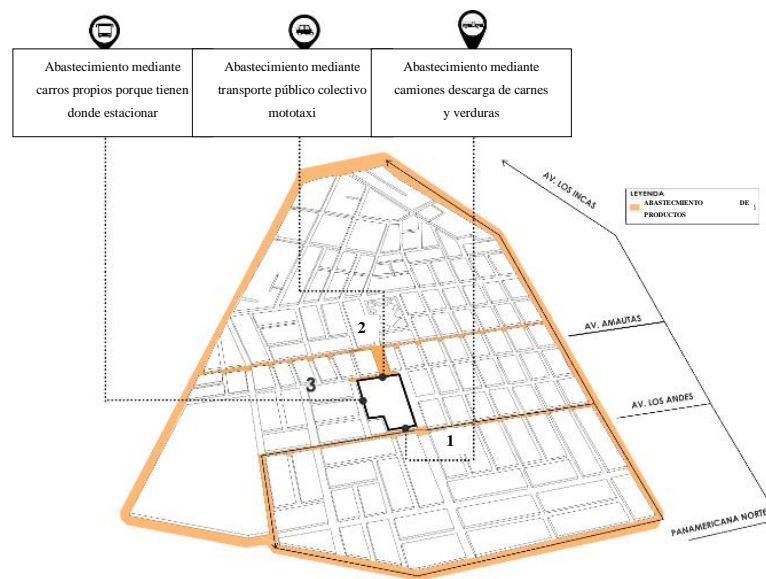 Abastecimiento mediante
carros propios porque tienen
donde estacionar
Abastecimiento mediante
transporte público colectivo
mototaxi
Abastecimiento mediante
camiones descarga de carnes
y verduras
AV. LOS INCAS
LEYENDA
ABASTECMIENTO DE
PRODUCTOS
AV. AMAUTAS
2
3
AV. LOS ANDES
1
PANAMERICANA NORTE